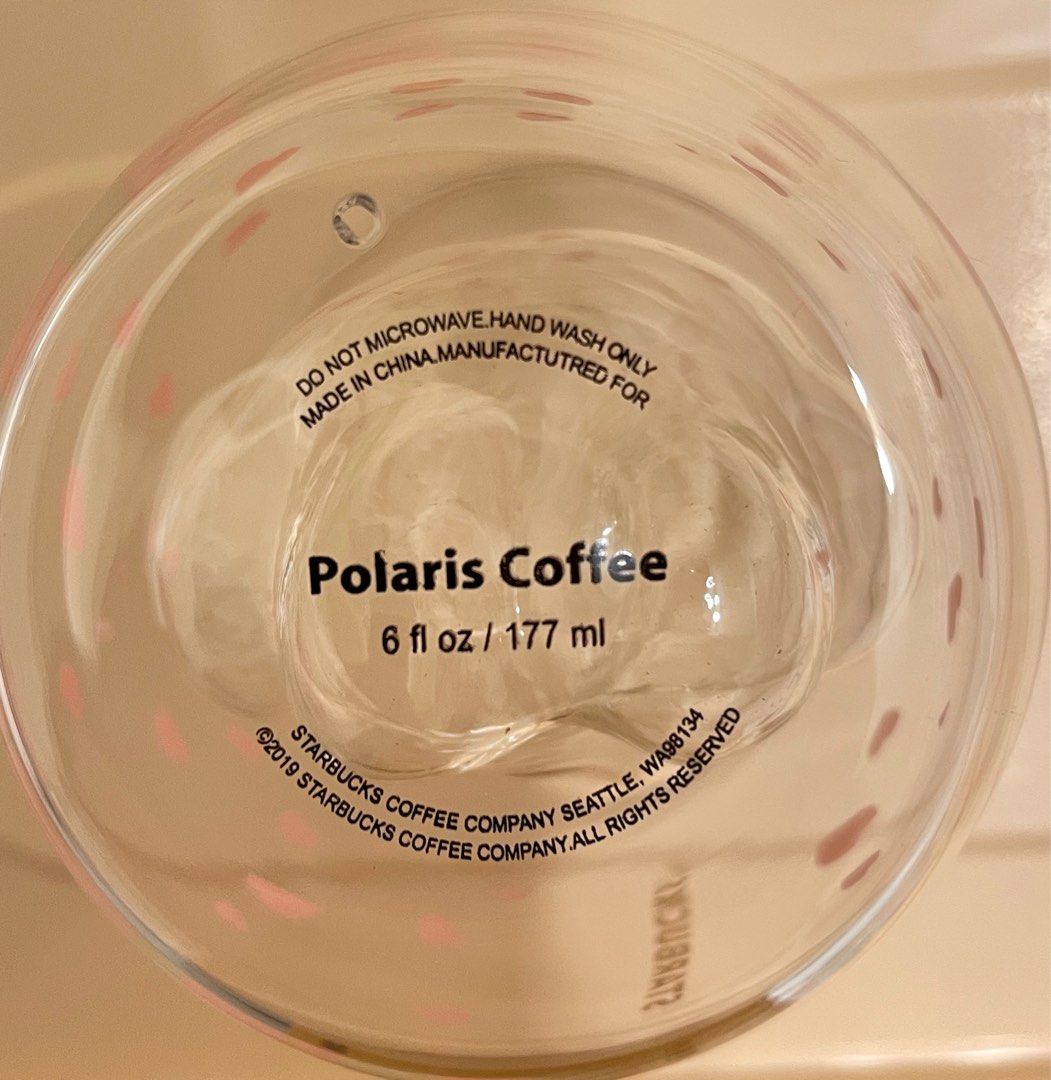 DO NOT MICROWAVE.HAND WASH ONLY
MADE IN CHINA.MANUFACTUTRED FOR
Polaris Coffee
6 fl oz / 177 ml
STARBUCKS COFFEE COMPANY SEATTLE, WA98134
©2019 STARBUCKS COFFEE COMPANY.ALL RIGHTS RESERVED
STARBUCKS